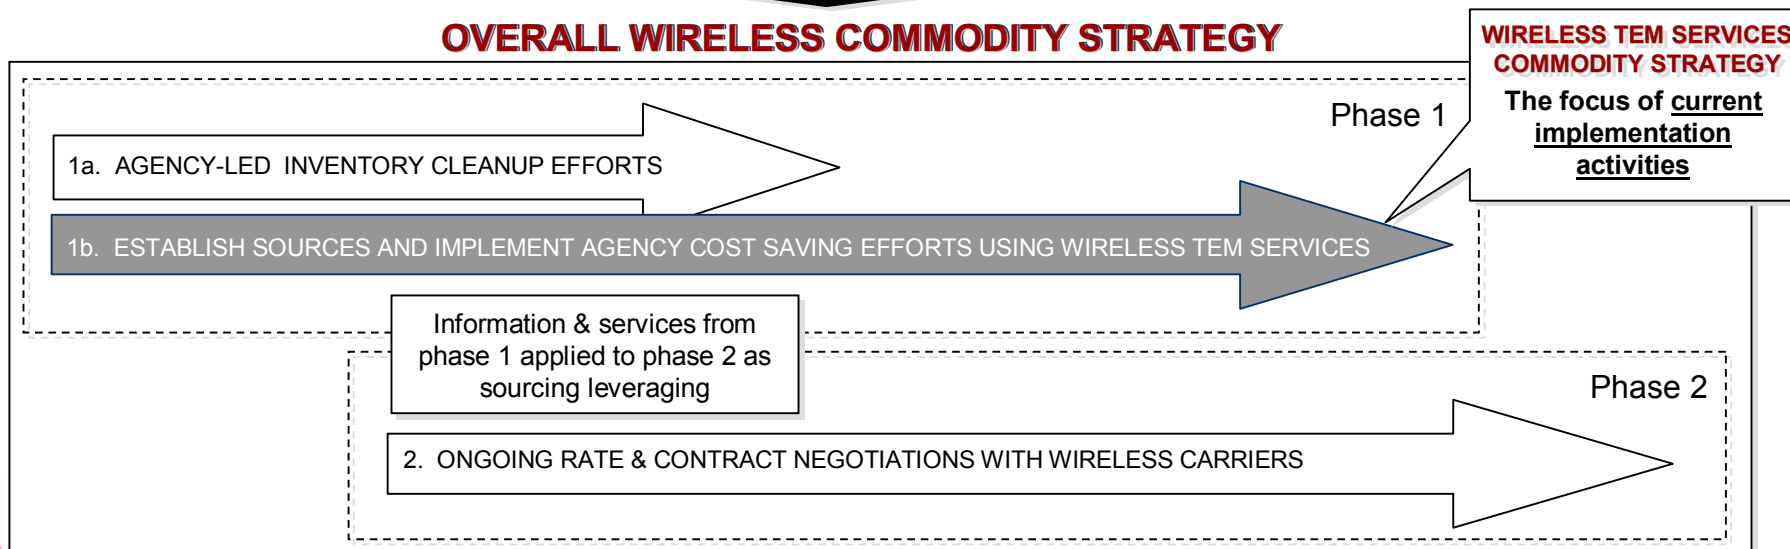 OVERALL WIRELESS COMMODITY STRATEGY
WIRELESS TEM SERVICES
COMMODITY STRATEGY
The focus of current
implementation
activities
Phase 1
1a. AGENCY-LED INVENTORY CLEANUP EFFORTS
1b. ESTABLISH SOURCES AND IMPLEMENT AGENCY COST SAVING EFFORTS USING WIRELESS TEM SERVICES
Information & services from
phase 1 applied to phase 2 as
sourcing leveraging
Phase 2
2. ONGOING RATE & CONTRACT NEGOTIATIONS WITH WIRELESS CARRIERS